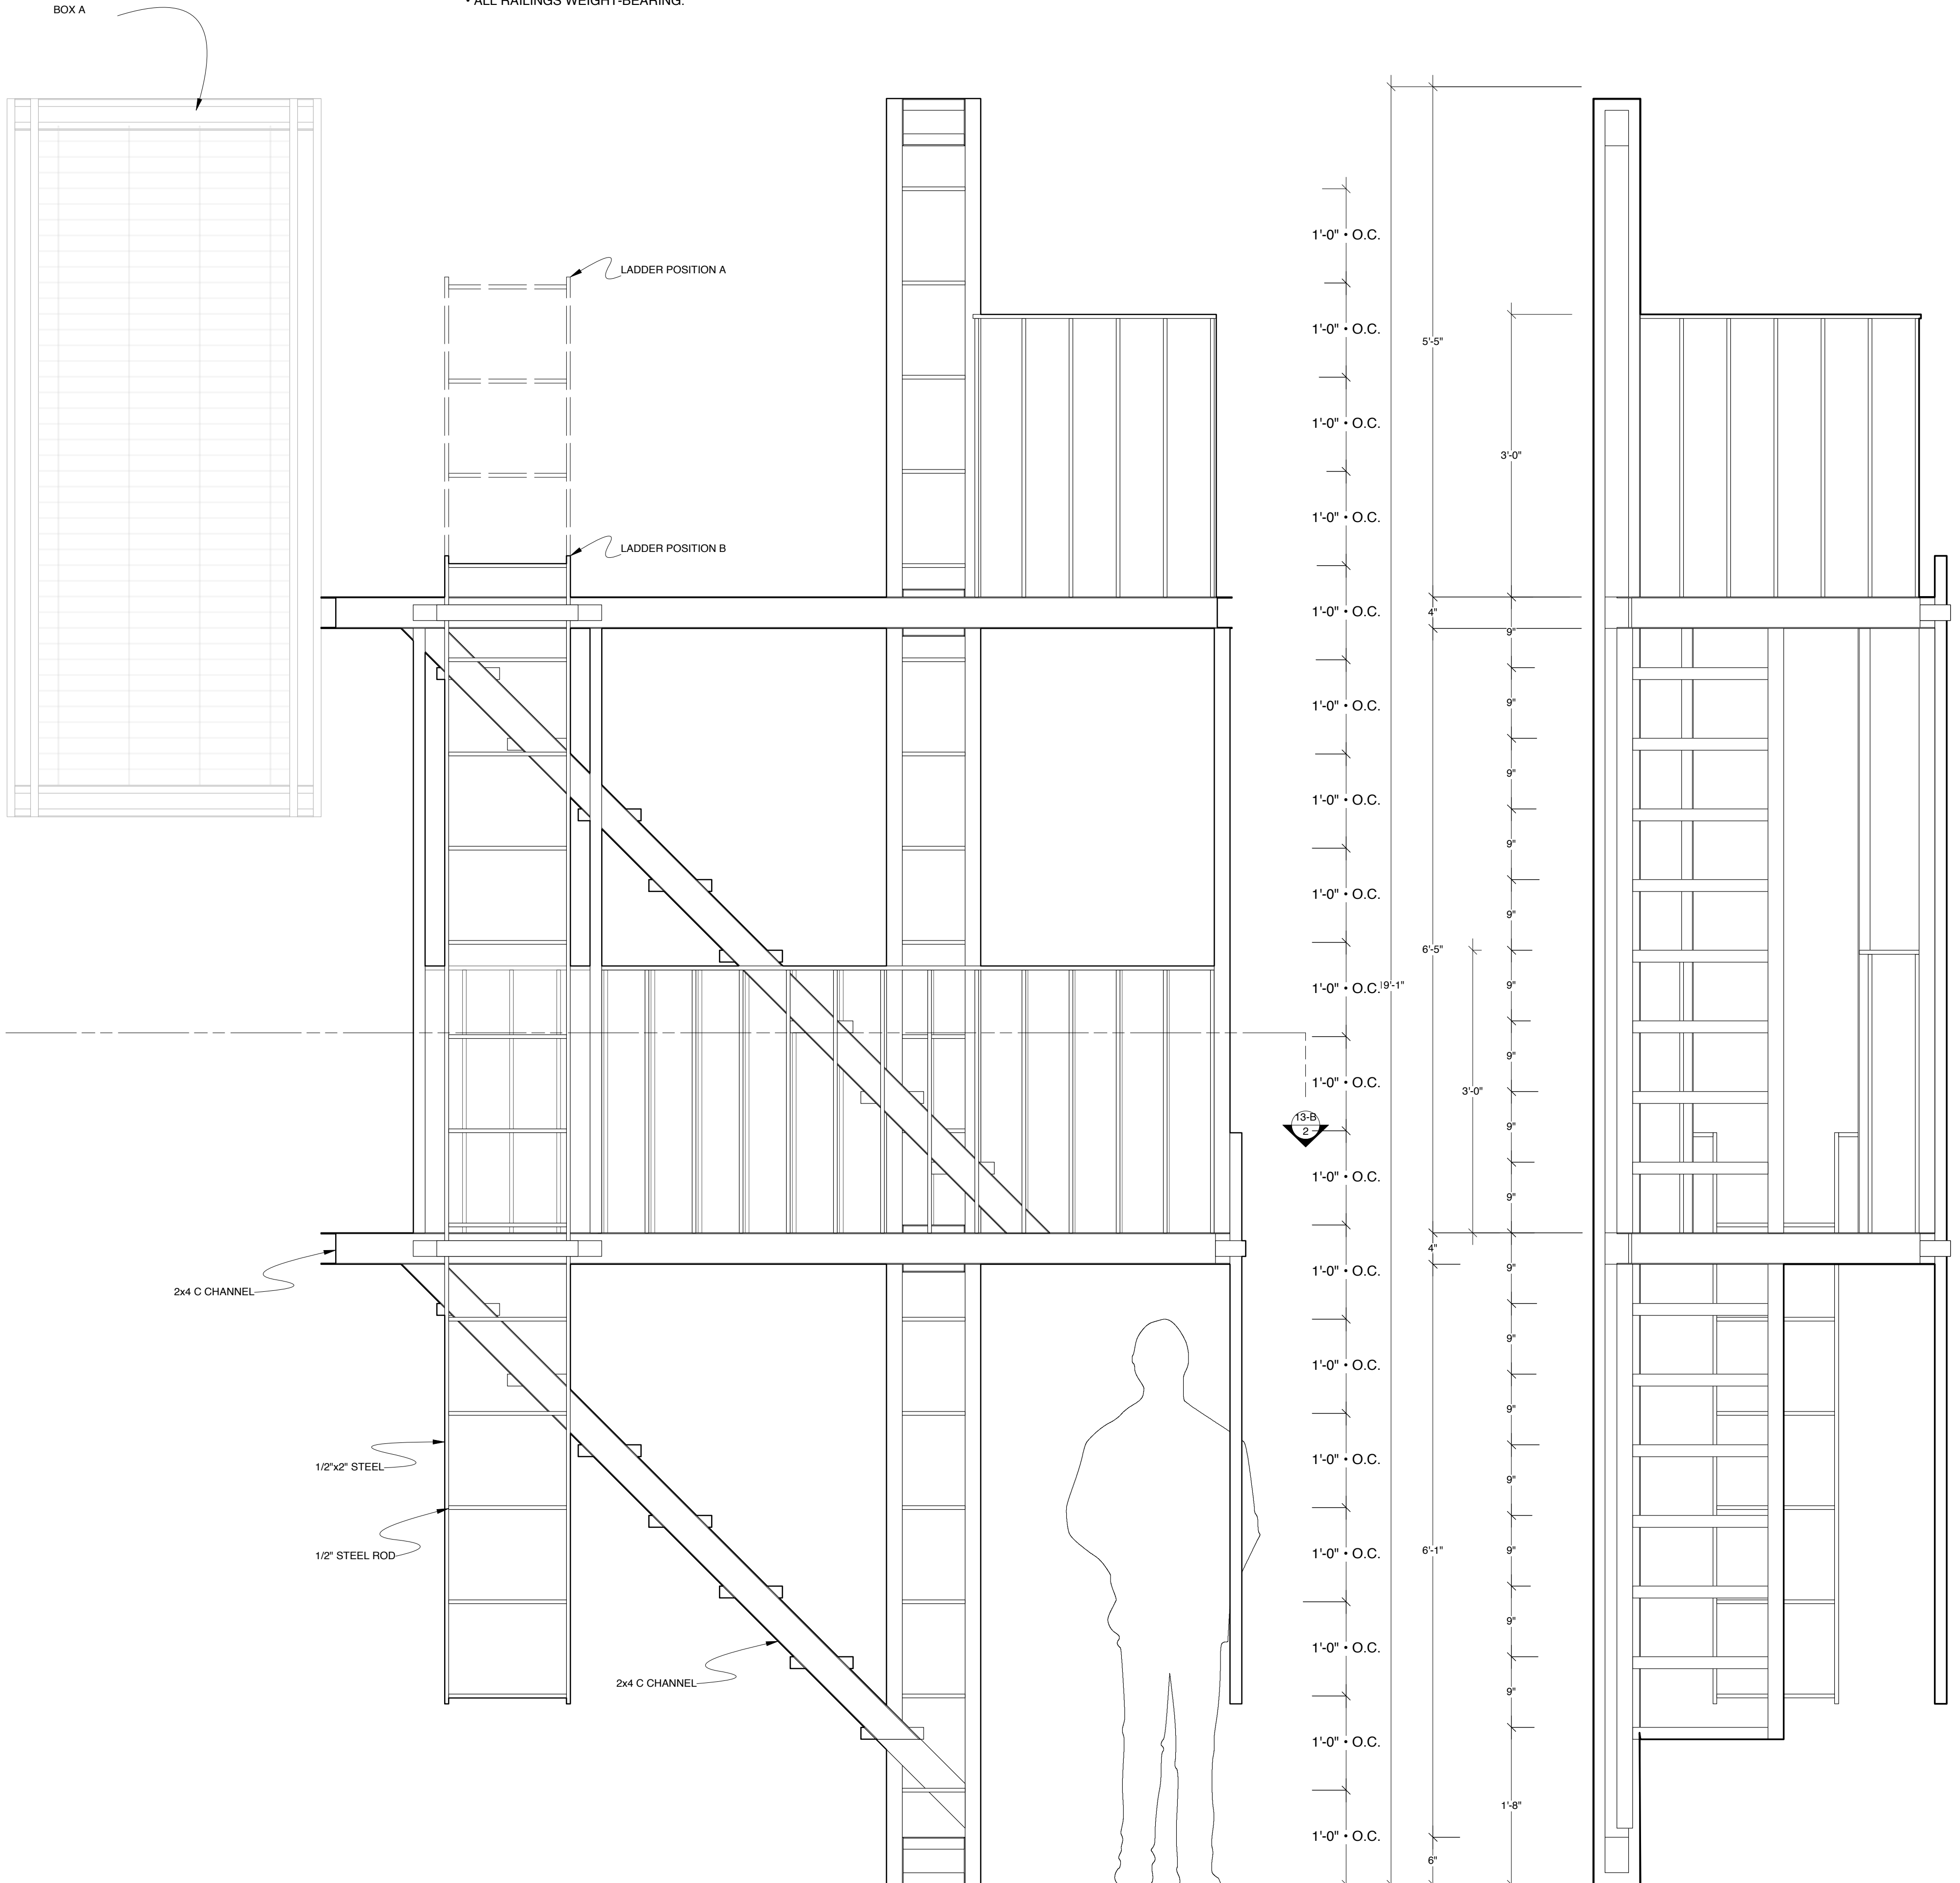 BOX A
• ALL RAILINGS WEIGHT-BEARING.
1'-0" • O.C.
LADDER POSITION A
1'-0" • O.C.
5'-5"
1'-0" • O.C.
3'-0"
1'-0" • O.C.
LADDER POSITION B
1'-0" • O.C.
4"
9"
1'-0" • O.C.
9"
9"
1'-0" • O.C.
9"
1'-0" • O.C.
9"
6'-5"
1'-0" • O.C.
19'-1"
9"
9"
1'-0" • O.C.
3'-0"
13-B
2
9"
1'-0" • O.C.
9"
4"
1'-0" • O.C.
9"
2x4 C CHANNEL
9"
1'-0" • O.C.
9"
1/2"x2" STEEL
1'-0" • O.C.
9"
1/2" STEEL ROD
1'-0" • O.C.
6'-1"
9"
9"
1'-0" • O.C.
2x4 C CHANNEL
9"
1'-0" • O.C.
1'-8"
1'-0" • O.C.
6"